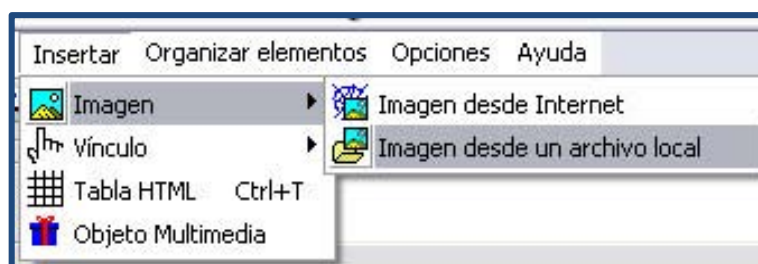 Insertar Organizar elementos Opciones Ayuda
Imagen
Imagen desde Internet
Vínculo
Imagen desde un archivo local
Tabla HTML Ctrl+T
Objeto Multimedia